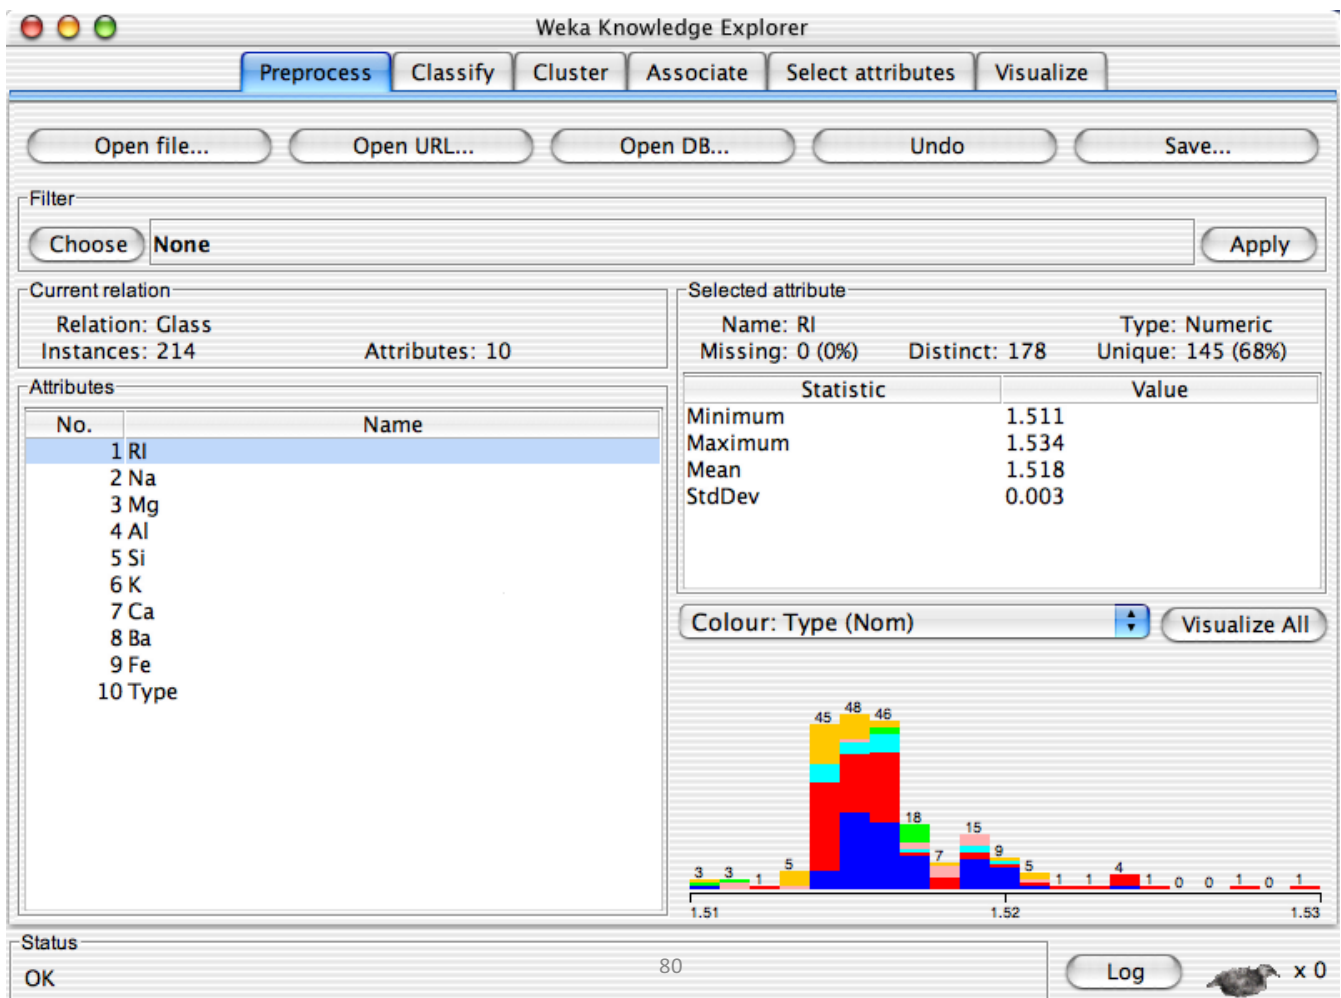 Weka Knowledge Explorer
Preprocess Classify Cluster Associate Select attributes Visualize
Open file... Open URL... Open DB... Undo Save...
Filter
Choose None Apply
Current relation
Relation: Glass
Instances: 214 Attributes: 10
Attributes
No. Name
1 RI
2 Na
3 Mg
4 Al
5 Si
6 K
7 Ca
8 Ba
9 Fe
10 Type
Selected attribute
Name: RI Type: Numeric
Missing: 0 (0%) Distinct: 178 Unique: 145 (68%)
Statistic Value
Minimum 1.511
Maximum 1.534
Mean 1.518
StdDev 0.003
Colour: Type (Nom) Visualize All
3 3 1 5 45 48 46 18 7 15 9 5 1 1 4 1 0 0 1 0 1
1.51 1.52 1.53
Status
OK
80
Log x 0